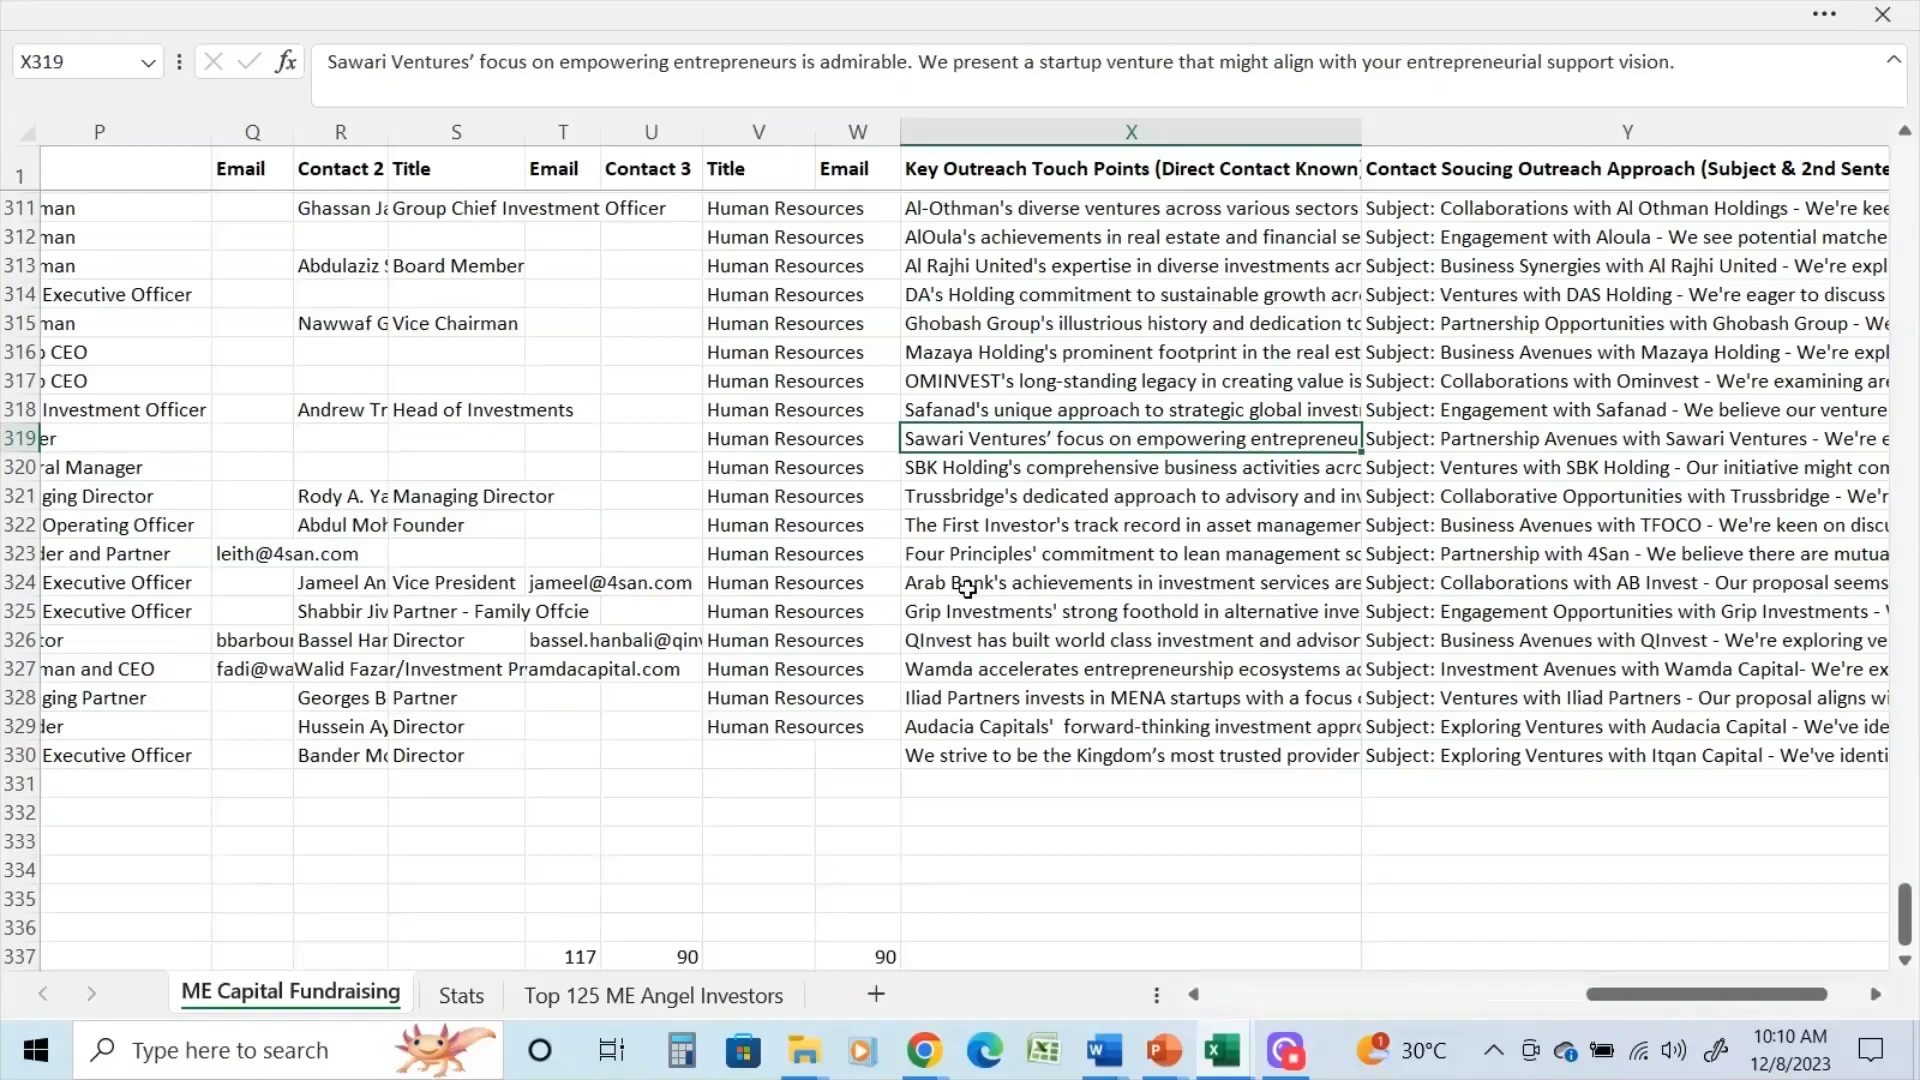 X319
fx
Sawari Ventures’ focus on empowering entrepreneurs is admirable. We present a startup venture that might align with your entrepreneurial support vision.
P Q R S T U V W X Y
1 Email Contact 2 Title Email Contact 3 Title Email Key Outreach Touch Points (Direct Contact Known) Contact Soucing Outreach Approach (Subject & 2nd Sente
311 man Ghassan Ja Group Chief Investment Officer Human Resources Al-Othman's diverse ventures across various sectors Subject: Collaborations with Al Othman Holdings - We're kee
312 man Human Resources AlOula's achievements in real estate and financial se Subject: Engagement with Aloula - We see potential matche
313 man Abdulaziz Board Member Human Resources Al Rajhi United's expertise in diverse investments acr Subject: Business Synergies with Al Rajhi United - We're expl
314 Executive Officer Human Resources DA's Holding commitment to sustainable growth acr Subject: Ventures with DAS Holding - We're eager to discuss
315 man Nawwaf G Vice Chairman Human Resources Ghobash Group's illustrious history and dedication to Subject: Partnership Opportunities with Ghobash Group - We
316 CEO Human Resources Mazaya Holding's prominent footprint in the real est Subject: Business Avenues with Mazaya Holding - We're expl
317 CEO Human Resources OMINVEST's long-standing legacy in creating value is Subject: Collaborations with Ominvest - We're examining are
318 Investment Officer Andrew Tr Head of Investments Human Resources Safanad's unique approach to strategic global invest Subject: Engagement with Safanad - We believe our venture
319 er Human Resources Sawari Ventures’ focus on empowering entrepreneu Subject: Partnership Avenues with Sawari Ventures - We're e
320 ral Manager Human Resources SBK Holding's comprehensive business activities acro Subject: Ventures with SBK Holding - Our initiative might con
321 ging Director Rody A. Ya Managing Director Human Resources Trussbridge's dedicated approach to advisory and inv Subject: Collaborative Opportunities with Trussbridge - We'r
322 Operating Officer Abdul Moh Founder Human Resources The First Investor's track record in asset managemen Subject: Business Avenues with TFOCO - We're keen on discu
323 der and Partner leith@4san.com Human Resources Four Principles' commitment to lean management so Subject: Partnership with 4San - We believe there are mutua
324 Executive Officer Jameel An Vice President jameel@4san.com Human Resources Arab Bank's achievements in investment services are Subject: Collaborations with AB Invest - Our proposal seems
325 Executive Officer Shabbir Jiv Partner - Family Offcie Human Resources Grip Investments' strong foothold in alternative inve Subject: Engagement Opportunities with Grip Investments -
326 tor bbarbour Bassel Har Director bassel.hanbali@qinv Human Resources QInvest has built world class investment and advisor Subject: Business Avenues with QInvest - We're exploring ve
327 man and CEO fadi@wa Walid Fazar/Investment Pr amdacapital.com Human Resources Wamda accelerates entrepreneurship ecosystems ac Subject: Investment Avenues with Wamda Capital- We're ex
328 ging Partner Georges B Partner Human Resources Iliad Partners invests in MENA startups with a focus Subject: Ventures with Iliad Partners - Our proposal aligns wi
329 der Hussein Ay Director Human Resources Audacia Capitals' forward-thinking investment appro Subject: Exploring Ventures with Audacia Capital - We've ide
330 Executive Officer Bander Mo Director We strive to be the Kingdom’s most trusted provider Subject: Exploring Ventures with Itqan Capital - We've identi
331
332
333
334
335
336
337 117 90 90
ME Capital Fundraising Stats Top 125 ME Angel Investors
Type here to search 1 30°C 10:10 AM
12/8/2023